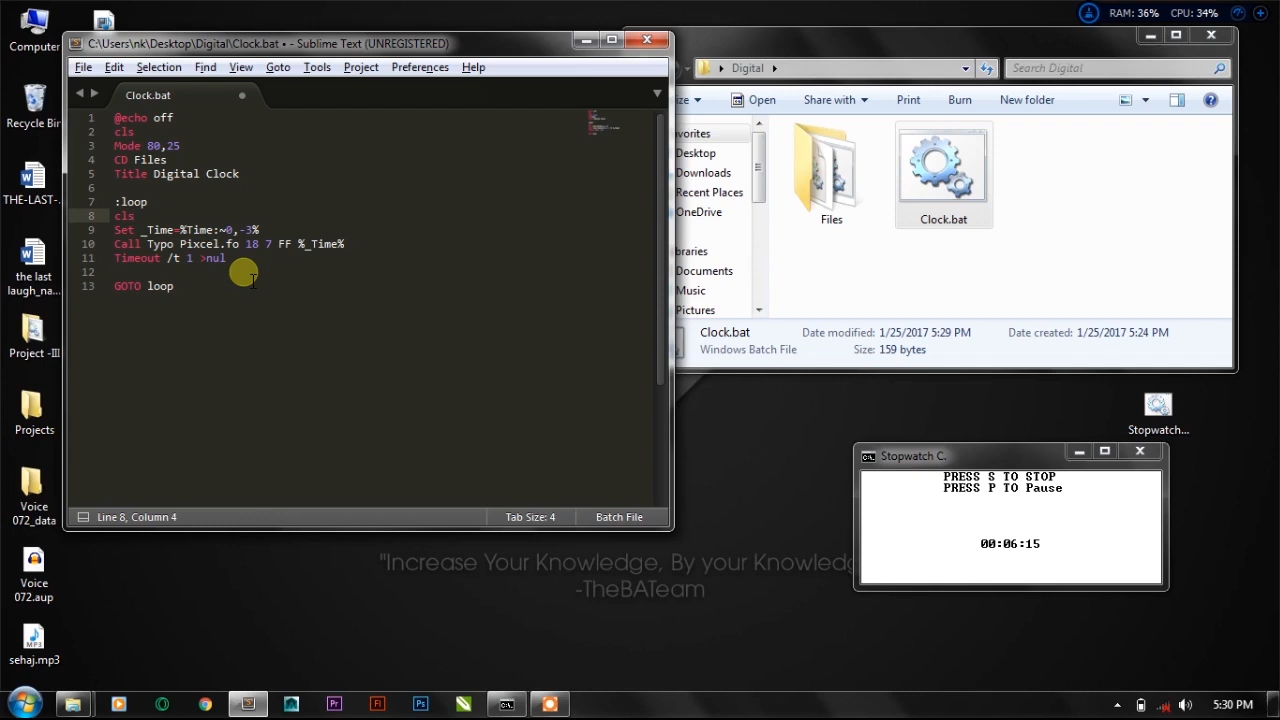 RAM: 36% CPU: 34%
Computer
Recycle Bin
THE-LAST-...
the last
laugh_na...
Project -III
Projects
Voice
072_data
Voice
072.aup
sehaj.mp3
C:\Users\nk\Desktop\Digital\Clock.bat • - Sublime Text (UNREGISTERED)
File Edit Selection Find View Goto Tools Project Preferences Help
Clock.bat
1 @echo off
2 cls
3 Mode 80,25
4 CD Files
5 Title Digital Clock
6
7 :loop
8 cls
9 Set _Time=%Time:~0,-3%
10 Call Typo Pixcel.fo 18 7 FF %_Time%
11 Timeout /t 1 >nul
12
13 GOTO loop
Line 8, Column 4 Tab Size: 4 Batch File
Digital Search Digital
ize Open Share with Print Burn New folder
avorites
Desktop
Downloads
Recent Places
OneDrive
braries
Documents
Music
Pictures
Files
Clock.bat
Clock.bat Date modified: 1/25/2017 5:29 PM Date created: 1/25/2017 5:24 PM
Windows Batch File Size: 159 bytes
Stopwatch...
C:\.
Stopwatch C.
PRESS S TO STOP
PRESS P TO Pause
00:06:15
"Increase Your Knowledge, By your Knowledg
-TheBATeam
Pr Fl Ps
5:30 PM